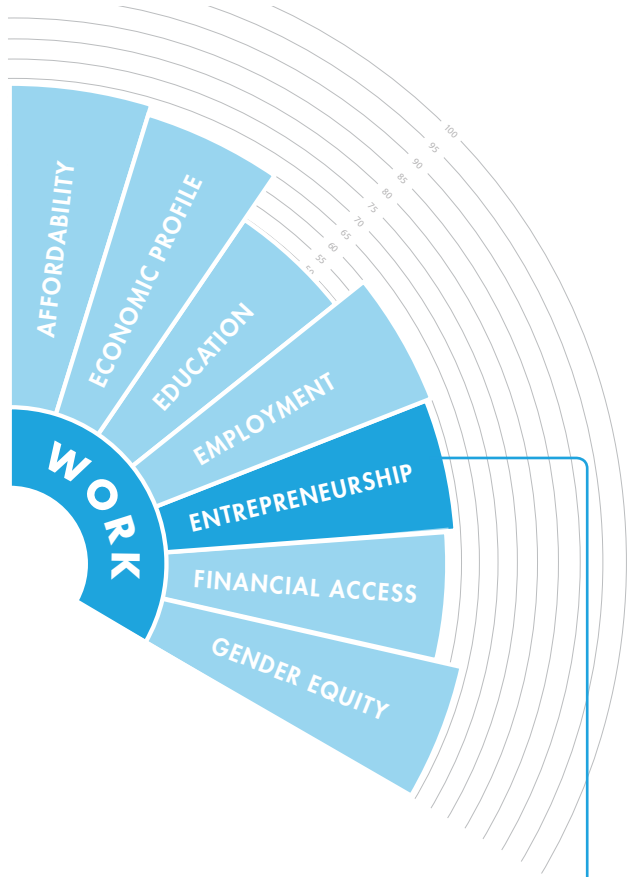 AFFORDABILITY
ECONOMIC PROFILE
EDUCATION
EMPLOYMENT
ENTREPRENEURSHIP
FINANCIAL ACCESS
GENDER EQUITY
WORK
100
95
90
85
80
75
70
65
60
55
50